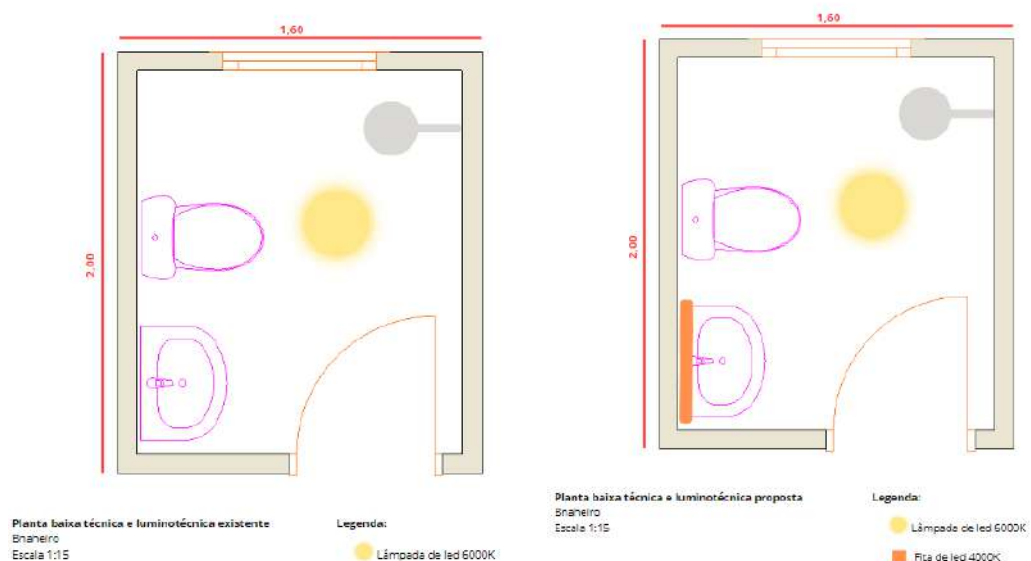 1,60
2,00
Planta baixa técnica e luminotécnica existente
Bnaheiro
Escala 1:15
Legenda:
Lâmpada de led 6000K
1,60
2,00
Planta baixa técnica e luminotécnica proposta
Bnaheiro
Escala 1:15
Legenda:
Lâmpada de led 6000K
Fita de led 4000K